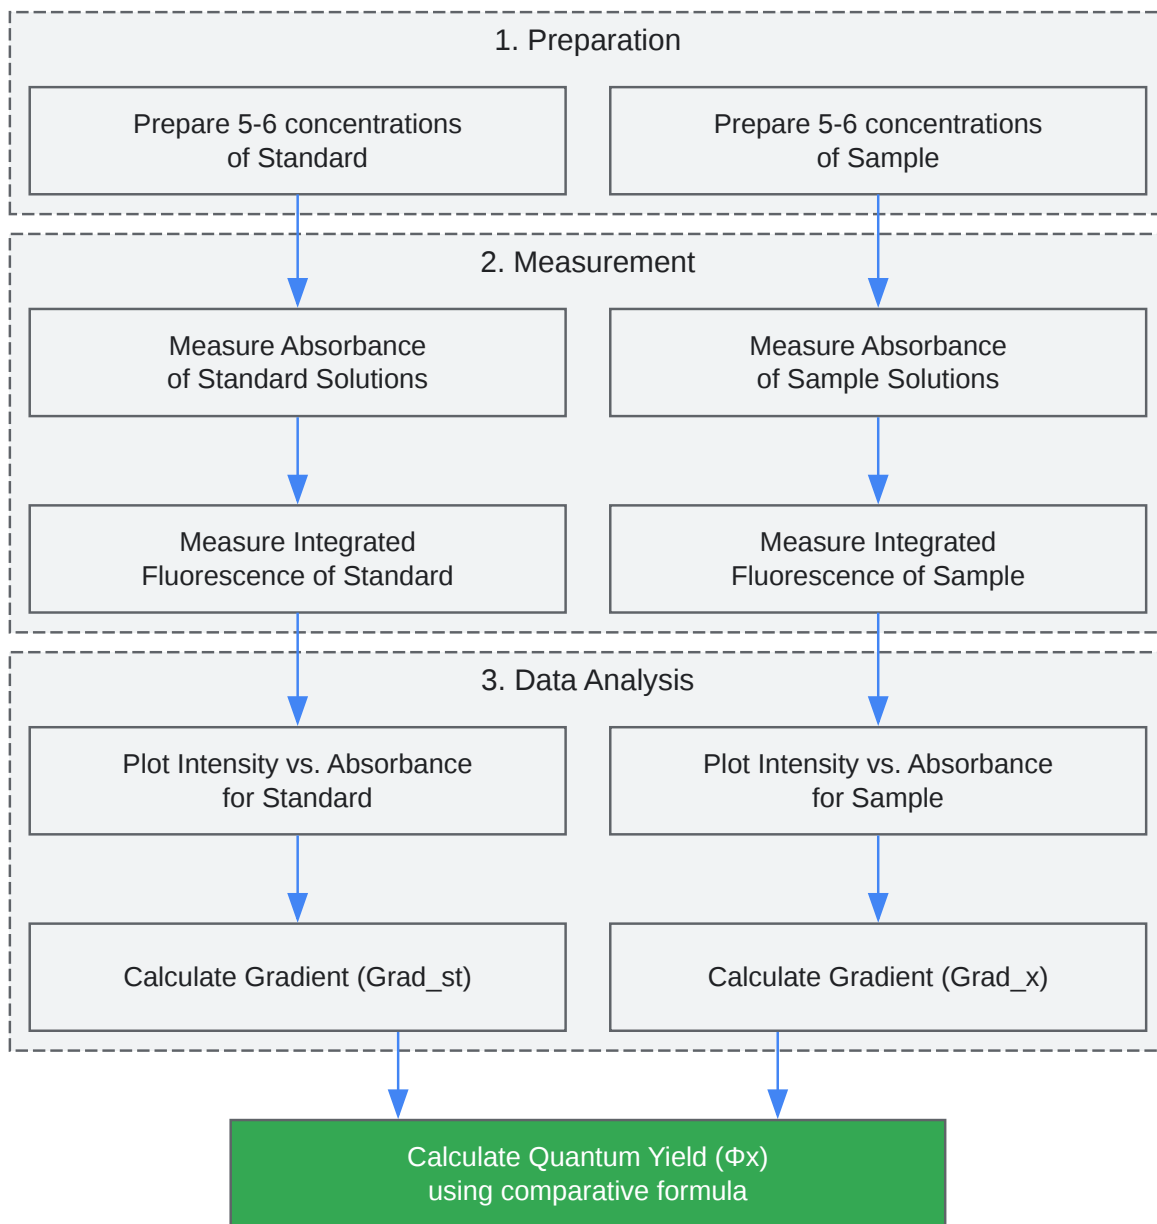 1. Preparation
Prepare 5-6 concentrations
of Standard
Prepare 5-6 concentrations
of Sample
2. Measurement
Measure Absorbance
of Standard Solutions
Measure Absorbance
of Sample Solutions
Measure Integrated
Fluorescence of Standard
Measure Integrated
Fluorescence of Sample
3. Data Analysis
Plot Intensity vs. Absorbance
for Standard
Plot Intensity vs. Absorbance
for Sample
Calculate Gradient (Grad_st)
Calculate Gradient (Grad_x)
Calculate Quantum Yield (Φx)
using comparative formula